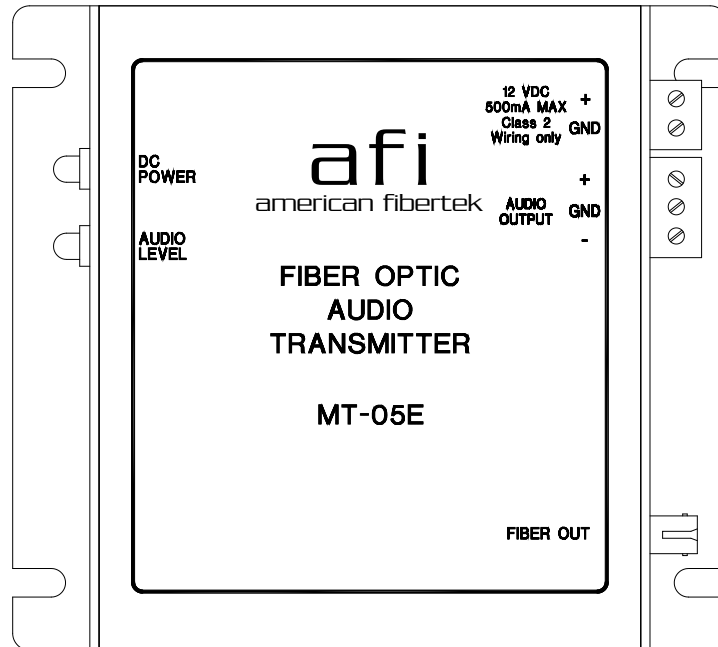 12 VDC
500mA MAX
Class 2
Wiring only
+
GND
DC
POWER
afi
american fibertek
+
AUDIO
OUTPUT
GND
-
AUDIO
LEVEL
FIBER OPTIC
AUDIO
TRANSMITTER
MT-05E
FIBER OUT